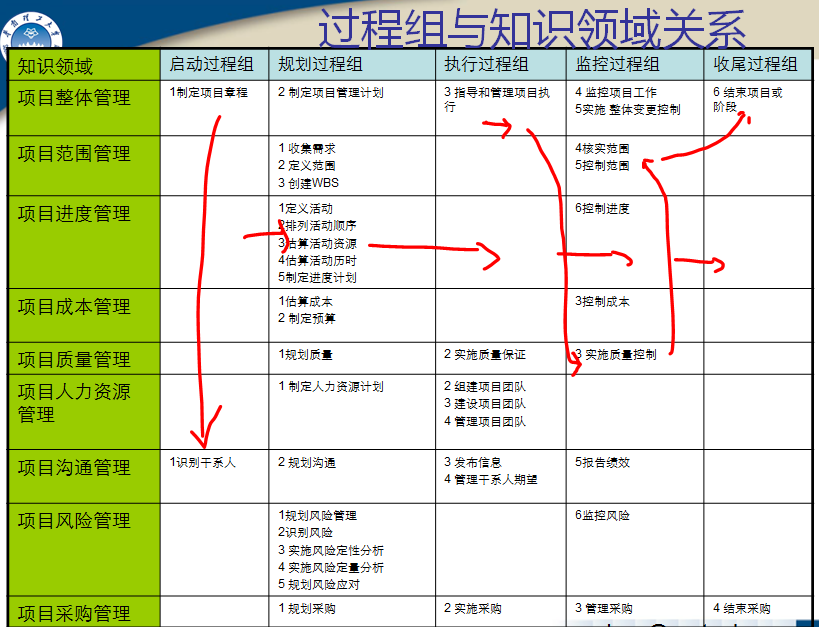 过程组与知识领域关系
知识领域 启动过程组 规划过程组 执行过程组 监控过程组 收尾过程组
项目整体管理
1制定项目章程
2 制定项目管理计划
3 指导和管理项目执
行
4 监控项目工作
5实施 整体变更控制
6 结束项目或
阶段
项目范围管理
1 收集需求
2 定义范围
3 创建WBS
4核实范围
5控制范围
项目进度管理
1定义活动
2排列活动顺序
3估算活动资源
4估算活动历时
5制定进度计划
6控制进度
项目成本管理
1估算成本
2 制定预算
3控制成本
项目质量管理
1规划质量
2 实施质量保证
3 实施质量控制
项目人力资源
管理
1 制定人力资源计划
2 组建项目团队
3 建设项目团队
4 管理项目团队
项目沟通管理
1识别干系人
2 规划沟通
3 发布信息
4 管理干系人期望
5报告绩效
项目风险管理
1规划风险管理
2识别风险
3 实施风险定性分析
4 实施风险定量分析
5 规划风险应对
6监控风险
项目采购管理
1 规划采购
2 实施采购
3 管理采购
4 结束采购